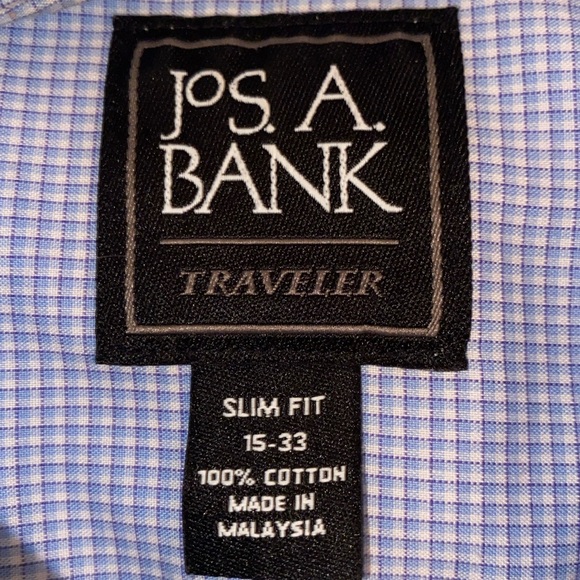 JoS. A.
BANK
TRAVELER
SLIM FIT
15-33
100% COTTON
MADE IN
MALAYSIA